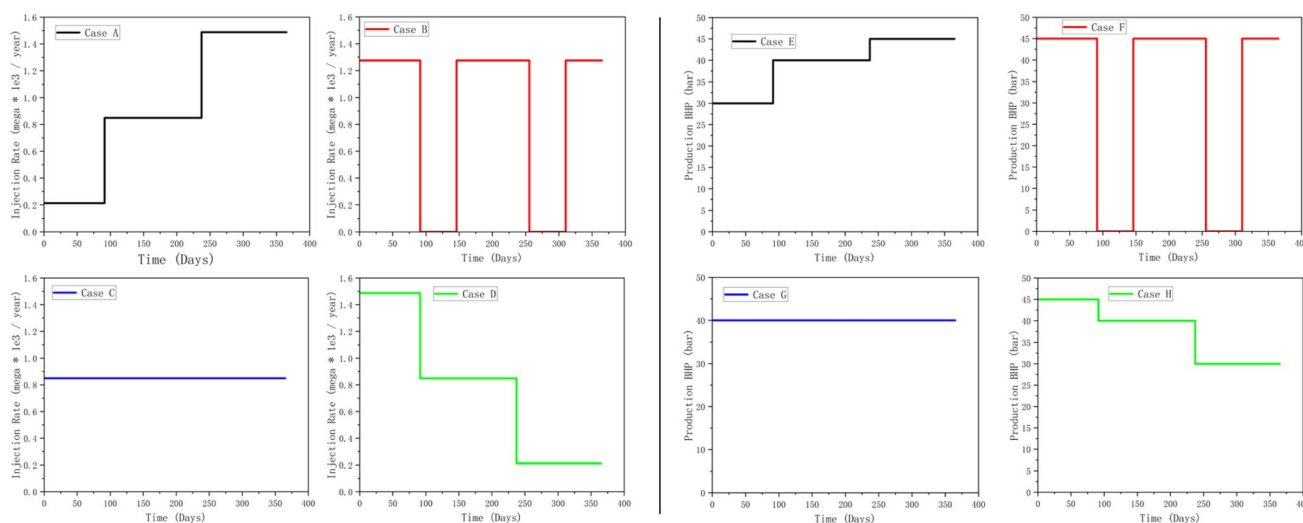 Case A
Injection Rate (mega * 1e3 / year)
1.6
1.4
1.2
1.0
0.8
0.6
0.4
0.2
0.0
0 50 100 150 200 250 300 350 400
Time (Days)
Case B
Injection Rate (mega * 1e3 / year)
1.6
1.4
1.2
1.0
0.8
0.6
0.4
0.2
0.0
0 50 100 150 200 250 300 350 400
Time (Days)
Case E
Production BHP (bar)
50
45
40
35
30
25
20
15
10
5
0
0 50 100 150 200 250 300 350 400
Time (Days)
Case F
Production BHP (bar)
50
45
40
35
30
25
20
15
10
5
0
0 50 100 150 200 250 300 350 400
Time (Days)
Case C
Injection Rate (mega * 1e3 / year)
1.6
1.4
1.2
1.0
0.8
0.6
0.4
0.2
0.0
0 50 100 150 200 250 300 350 400
Time (Days)
Case D
Injection Rate (mega * 1e3 / year)
1.6
1.4
1.2
1.0
0.8
0.6
0.4
0.2
0.0
0 50 100 150 200 250 300 350 400
Time (Days)
Case G
Production BHP (bar)
50
40
30
20
10
0
0 50 100 150 200 250 300 350 400
Time (Days)
Case H
Production BHP (bar)
50
45
40
35
30
25
20
15
10
5
0
0 50 100 150 200 250 300 350 400
Time (Days)